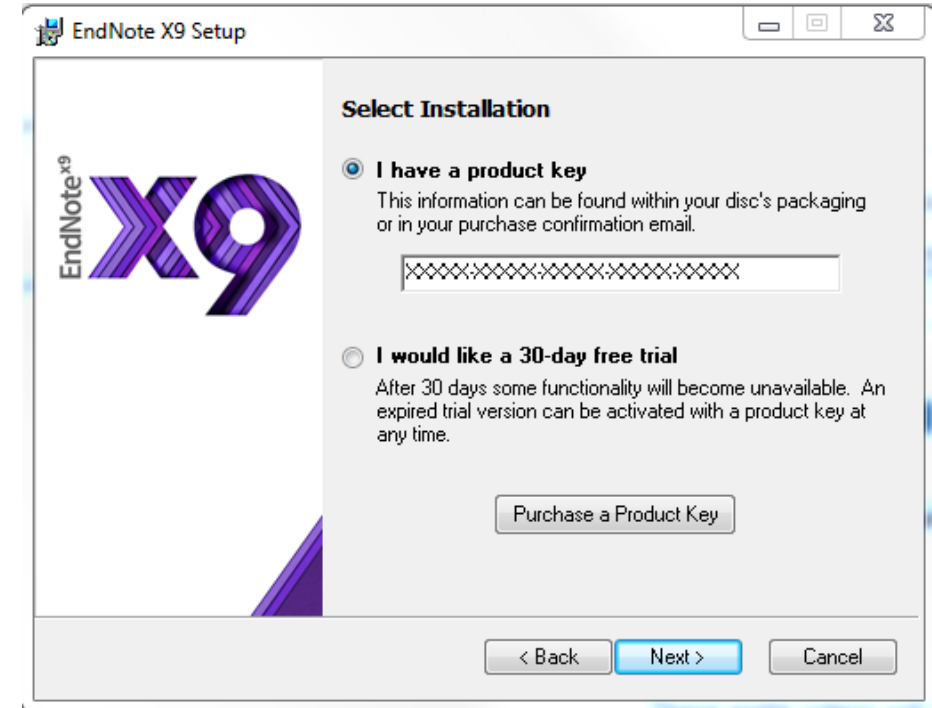 EndNote X9 Setup
EndNote X9
X9
Select Installation
I have a product key
This information can be found within your disc's packaging
or in your purchase confirmation email.
XXXXX-XXXXX-XXXXX-XXXXX-XXXXX
I would like a 30-day free trial
After 30 days some functionality will become unavailable. An
expired trial version can be activated with a product key at
any time.
Purchase a Product Key
< Back
Next >
Cancel